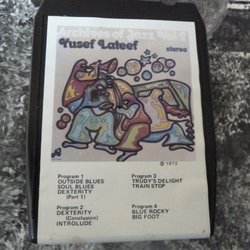 Archives of Jazz Vol. 4
Yusef Lateef
stereo
© 1972
Program 1
OUTSIDE BLUES
SOUL BLUES
DEXTERITY
(Part 1)
Program 2
DEXTERITY
(Conclusion)
INTROLUDE
Program 3
TRUDY'S DELIGHT
TRAIN STOP
Program 4
BLUE ROCKY
BIG FOOT